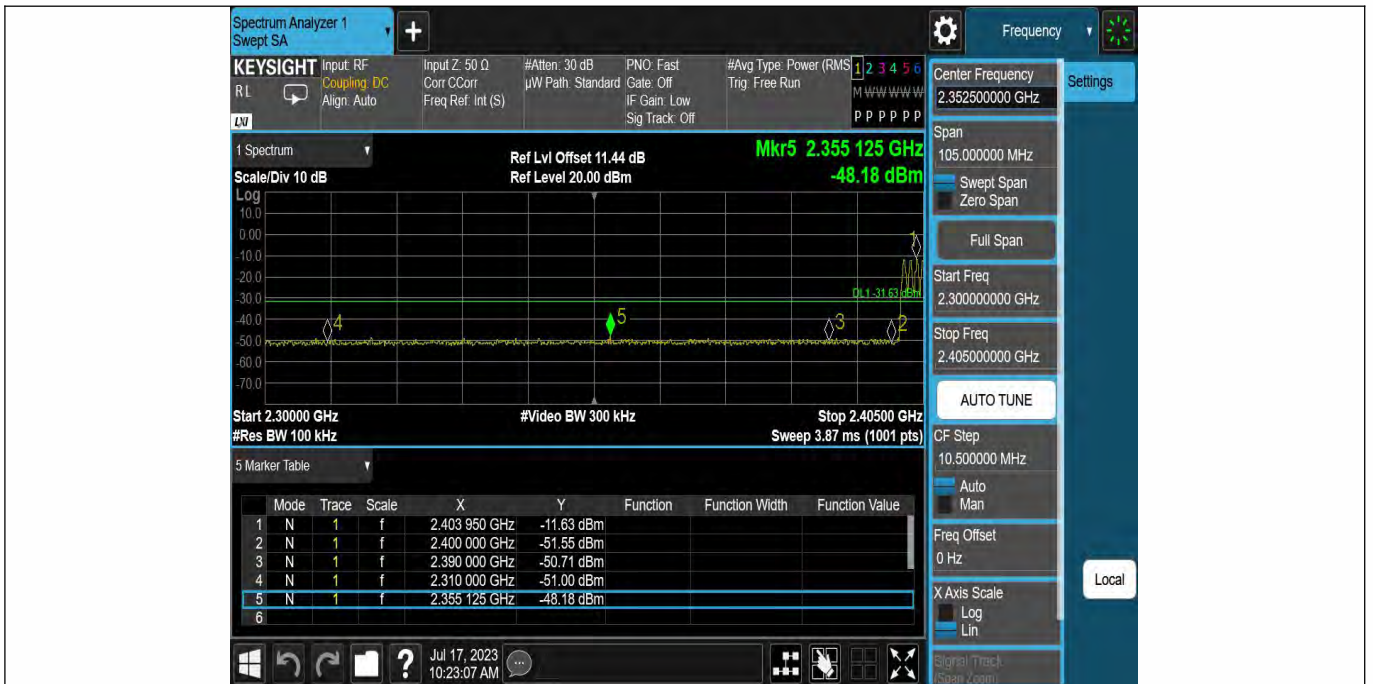 Spectrum Analyzer 1
Swept SA
+
Frequency
KEYSIGHT
RL
LXI
Input: RF
Coupling: DC
Align: Auto
Input Z: 50 Ω
Corr CCorr
Freq Ref: Int (S)
#Atten: 30 dB
µW Path: Standard
PNO: Fast
Gate: Off
IF Gain: Low
Sig Track: Off
#Avg Type: Power (RMS
Trig: Free Run
1 2 3 4 5 6
M W W W W W
P P P P P P
1 Spectrum
Scale/Div 10 dB
Ref Lvl Offset 11.44 dB
Ref Level 20.00 dBm
Mkr5 2.355 125 GHz
-48.18 dBm
Log
10.0
0.00
-10.0
-20.0
-30.0
-40.0
-50.0
-60.0
-70.0
1
DL1 -31.63 dBm
4
5
3
2
Start 2.30000 GHz
#Video BW 300 kHz
Stop 2.40500 GHz
#Res BW 100 kHz
Sweep 3.87 ms (1001 pts)
5 Marker Table
Mode Trace Scale X Y Function Function Width Function Value
1 N 1 f 2.403 950 GHz -11.63 dBm
2 N 1 f 2.400 000 GHz -51.55 dBm
3 N 1 f 2.390 000 GHz -50.71 dBm
4 N 1 f 2.310 000 GHz -51.00 dBm
5 N 1 f 2.355 125 GHz -48.18 dBm
6
?
Jul 17, 2023
10:23:07 AM
Center Frequency
2.352500000 GHz
Settings
Span
105.000000 MHz
Swept Span
Zero Span
Full Span
Start Freq
2.300000000 GHz
Stop Freq
2.405000000 GHz
AUTO TUNE
CF Step
10.500000 MHz
Auto
Man
Freq Offset
0 Hz
X Axis Scale
Log
Lin
Local
Signal Track
(Span Zoom)